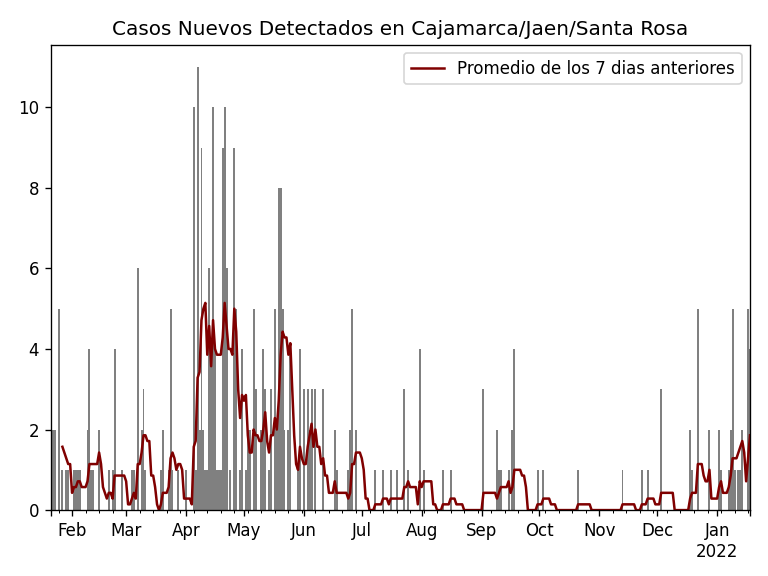 Casos Nuevos Detectados en Cajamarca/Jaen/Santa Rosa
Promedio de los 7 dias anteriores
10
8
6
4
2
0
Feb Mar Apr May Jun Jul Aug Sep Oct Nov Dec Jan
2022